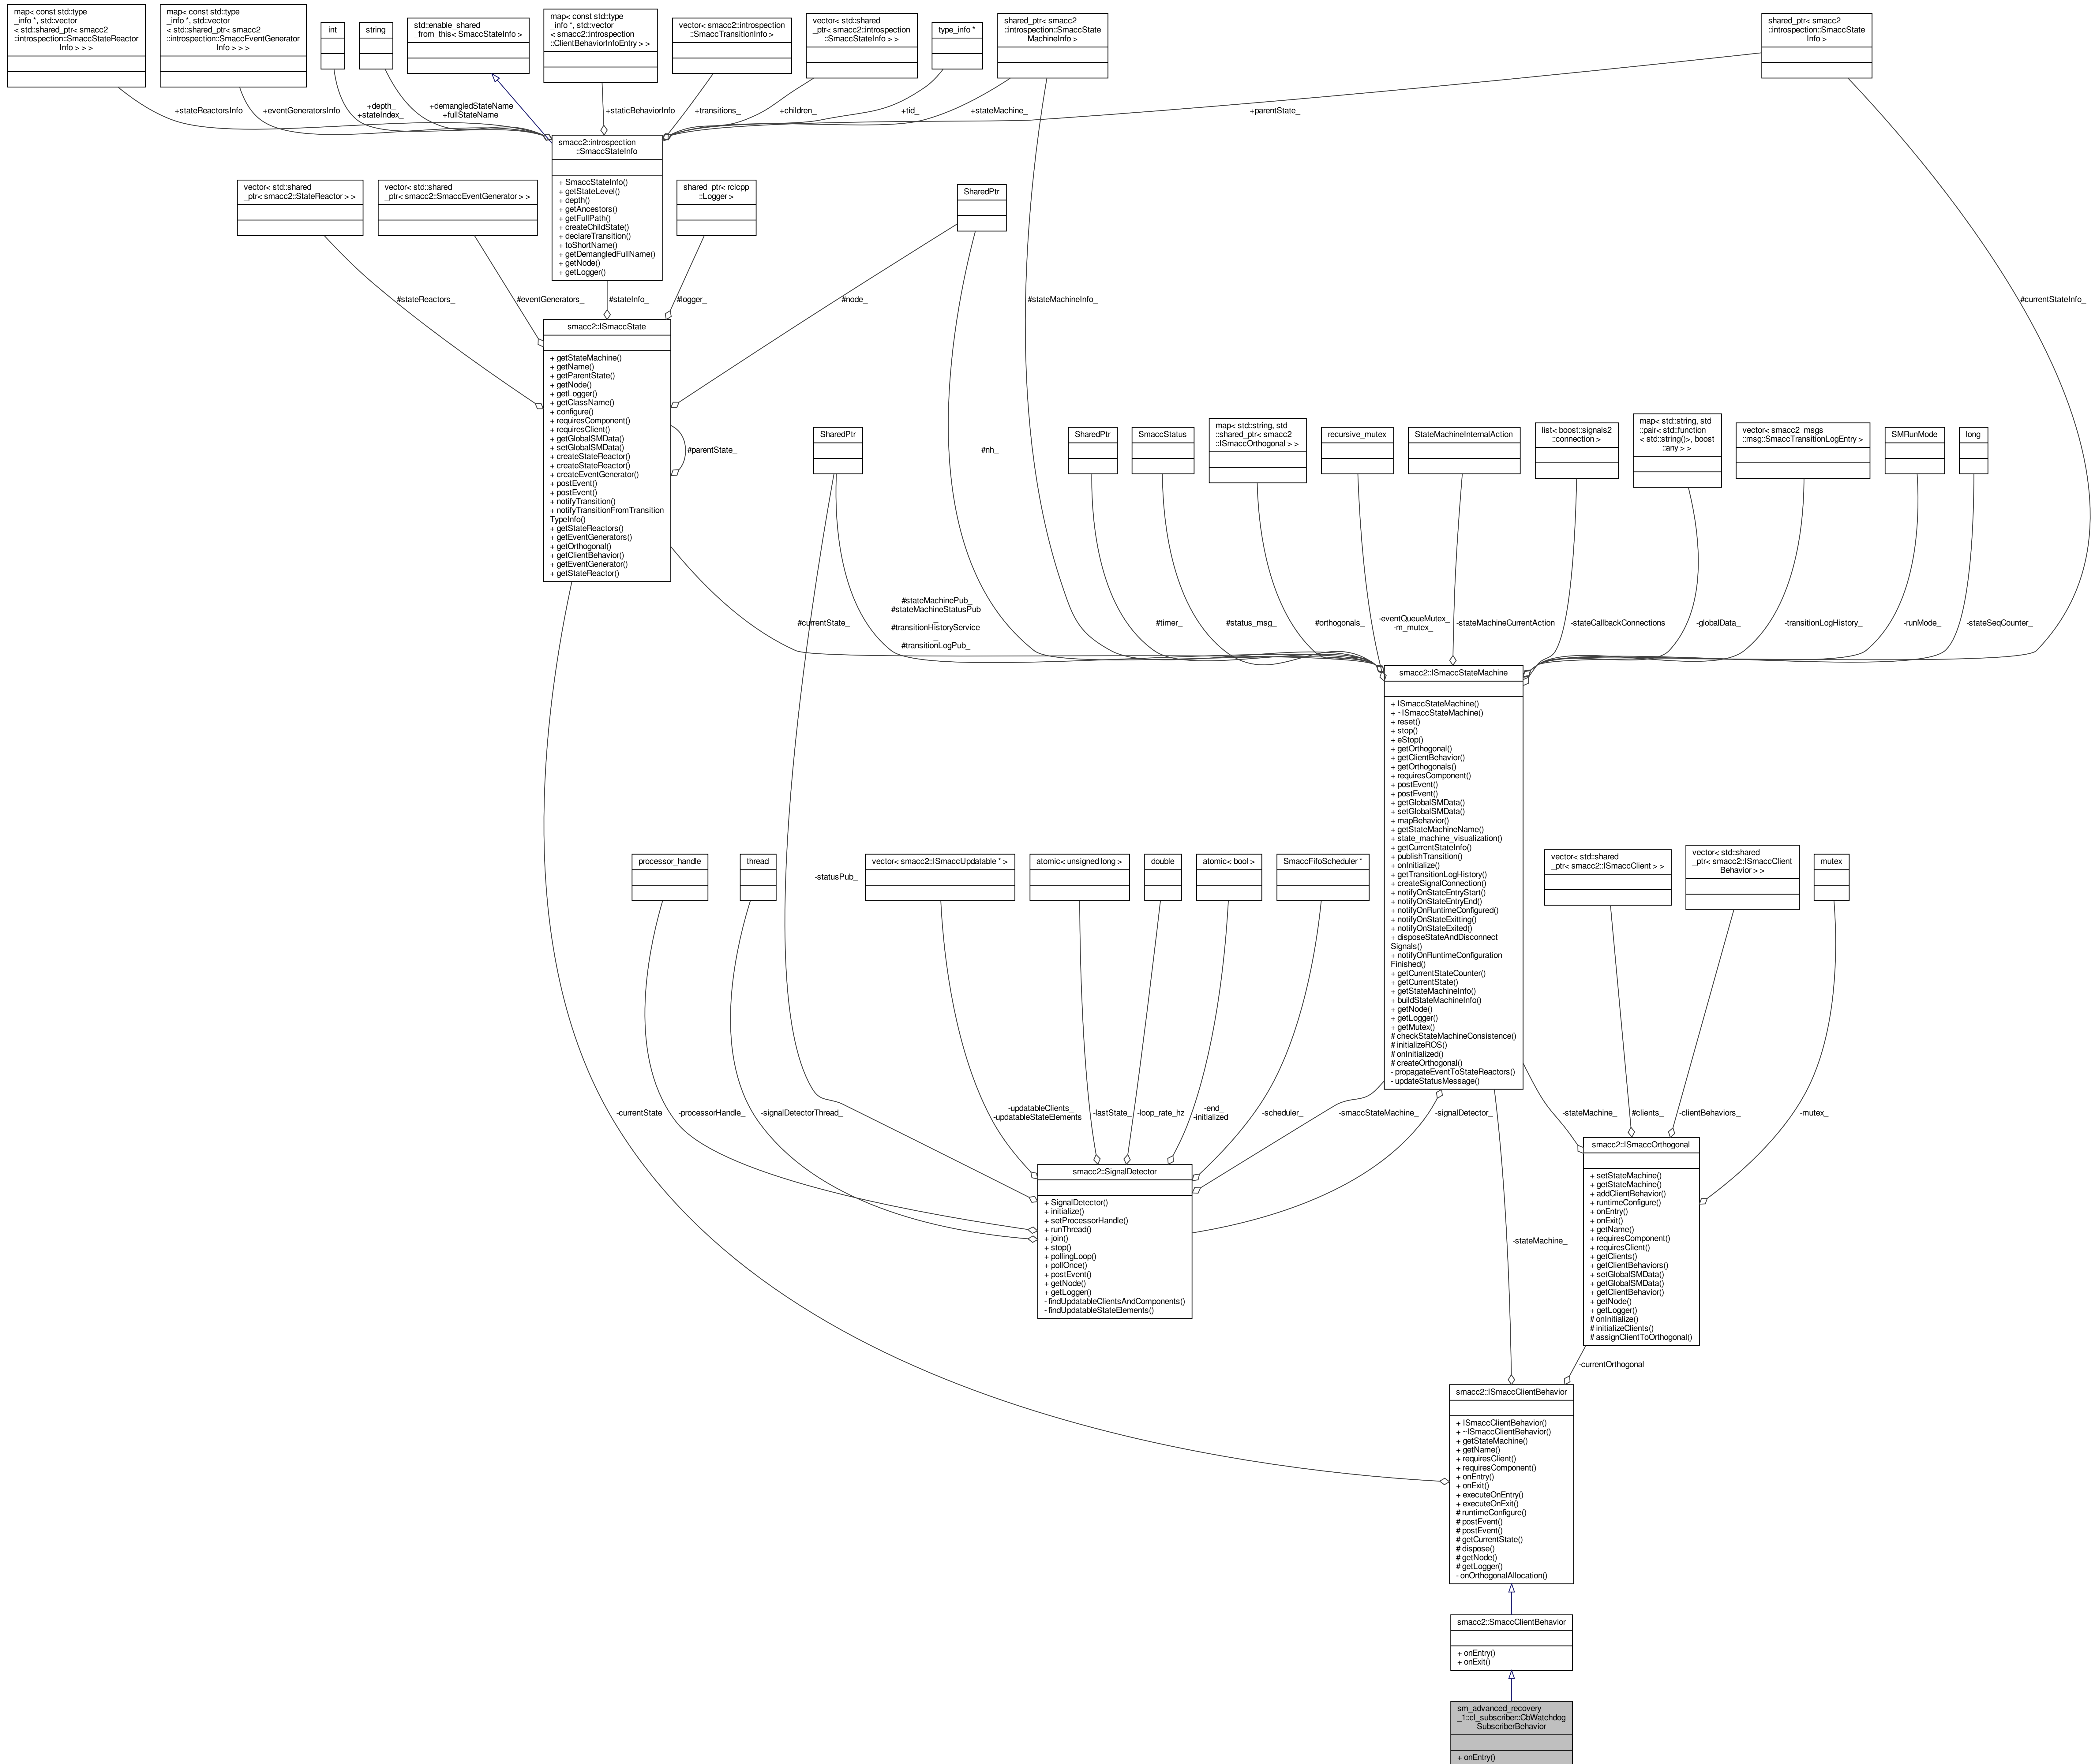 map< const std::type
_info *, std::vector
< std::shared_ptr< smacc2
::introspection::SmaccStateReactor
Info > > >
map< const std::type
_info *, std::vector
< std::shared_ptr< smacc2
::introspection::SmaccEventGenerator
Info > > >
int
string
std::enable_shared
_from_this< SmaccStateInfo >
map< const std::type
_info *, std::vector
< smacc2::introspection
::ClientBehaviorInfoEntry > >
vector< smacc2::introspection
::SmaccTransitionInfo >
vector< std::shared
_ptr< smacc2::introspection
::SmaccStateInfo > >
type_info *
shared_ptr< smacc2
::introspection::SmaccState
MachineInfo >
shared_ptr< smacc2
::introspection::SmaccState
Info >
+stateReactorsInfo
+eventGeneratorsInfo
+depth_
+stateIndex_
+demangledStateName
+fullStateName
+staticBehaviorInfo
+transitions_
+children_
+tid_
+stateMachine_
+parentState_
smacc2::introspection
::SmaccStateInfo
+ SmaccStateInfo()
+ getStateLevel()
+ depth()
+ getAncestors()
+ getFullPath()
+ createChildState()
+ declareTransition()
+ toShortName()
+ getDemangledFullName()
+ getNode()
+ getLogger()
vector< std::shared
_ptr< smacc2::StateReactor > >
vector< std::shared
_ptr< smacc2::SmaccEventGenerator > >
shared_ptr< rclcpp
::Logger >
SharedPtr
#stateReactors_
#eventGenerators_
#stateInfo_
#logger_
#node_
#stateMachineInfo_
#currentStateInfo_
smacc2::ISmaccState
+ getStateMachine()
+ getName()
+ getParentState()
+ getNode()
+ getLogger()
+ getClassName()
+ configure()
+ requiresComponent()
+ requiresClient()
+ getGlobalSMData()
+ setGlobalSMData()
+ createStateReactor()
+ createStateReactor()
+ createEventGenerator()
+ postEvent()
+ postEvent()
+ notifyTransition()
+ notifyTransitionFromTransition
TypeInfo()
+ getStateReactors()
+ getEventGenerators()
+ getOrthogonal()
+ getClientBehavior()
+ getEventGenerator()
+ getStateReactor()
#parentState_
SharedPtr
#nh_
SharedPtr
SmaccStatus
map< std::string, std
::shared_ptr< smacc2
::ISmaccOrthogonal > >
recursive_mutex
StateMachineInternalAction
list< boost::signals2
::connection >
map< std::string, std
::pair< std::function
< std::string()>, boost
::any > >
vector< smacc2_msgs
::msg::SmaccTransitionLogEntry >
SMRunMode
long
#currentState_
#stateMachinePub_
#stateMachineStatusPub
_
#transitionHistoryService
_
#transitionLogPub_
#timer_
#status_msg_
#orthogonals_
-eventQueueMutex_
-m_mutex_
-stateMachineCurrentAction
-stateCallbackConnections
-globalData_
-transitionLogHistory_
-runMode_
-stateSeqCounter_
smacc2::ISmaccStateMachine
+ ISmaccStateMachine()
+ ~ISmaccStateMachine()
+ reset()
+ stop()
+ eStop()
+ getOrthogonal()
+ getClientBehavior()
+ getOrthogonals()
+ requiresComponent()
+ postEvent()
+ postEvent()
+ getGlobalSMData()
+ setGlobalSMData()
+ mapBehavior()
+ getStateMachineName()
+ state_machine_visualization()
+ getCurrentStateInfo()
+ publishTransition()
+ onInitialize()
+ getTransitionLogHistory()
+ createSignalConnection()
+ notifyOnStateEntryStart()
+ notifyOnStateEntryEnd()
+ notifyOnRuntimeConfigured()
+ notifyOnStateExitting()
+ notifyOnStateExited()
+ disposeStateAndDisconnect
Signals()
+ notifyOnRuntimeConfiguration
Finished()
+ getCurrentStateCounter()
+ getCurrentState()
+ getStateMachineInfo()
+ buildStateMachineInfo()
+ getNode()
+ getLogger()
+ getMutex()
# checkStateMachineConsistence()
# initializeROS()
# onInitialized()
# createOrthogonal()
- propagateEventToStateReactors()
- updateStatusMessage()
processor_handle
thread
-statusPub_
vector< smacc2::ISmaccUpdatable * >
atomic< unsigned long >
double
atomic< bool >
SmaccFifoScheduler *
vector< std::shared
_ptr< smacc2::ISmaccClient > >
vector< std::shared
_ptr< smacc2::ISmaccClient
Behavior > >
mutex
-currentState
-processorHandle_
-signalDetectorThread_
-updatableClients_
-updatableStateElements_
-lastState_
-loop_rate_hz
-end_
-initialized_
-scheduler_
-smaccStateMachine_
-signalDetector_
-stateMachine_
#clients_
-clientBehaviors_
-mutex_
smacc2::SignalDetector
+ SignalDetector()
+ initialize()
+ setProcessorHandle()
+ runThread()
+ join()
+ stop()
+ pollingLoop()
+ pollOnce()
+ postEvent()
+ getNode()
+ getLogger()
- findUpdatableClientsAndComponents()
- findUpdatableStateElements()
smacc2::ISmaccOrthogonal
+ setStateMachine()
+ getStateMachine()
+ addClientBehavior()
+ runtimeConfigure()
+ onEntry()
+ onExit()
+ getName()
+ requiresComponent()
+ requiresClient()
+ getClients()
+ getClientBehaviors()
+ setGlobalSMData()
+ getGlobalSMData()
+ getClientBehavior()
+ getNode()
+ getLogger()
# onInitialize()
# initializeClients()
# assignClientToOrthogonal()
-stateMachine_
-currentOrthogonal
smacc2::ISmaccClientBehavior
+ ISmaccClientBehavior()
+ ~ISmaccClientBehavior()
+ getStateMachine()
+ getName()
+ requiresClient()
+ requiresComponent()
+ onEntry()
+ onExit()
+ executeOnEntry()
+ executeOnExit()
# runtimeConfigure()
# postEvent()
# postEvent()
# getCurrentState()
# dispose()
# getNode()
# getLogger()
- onOrthogonalAllocation()
smacc2::SmaccClientBehavior
+ onEntry()
+ onExit()
sm_advanced_recovery
_1::cl_subscriber::CbWatchdog
SubscriberBehavior
+ onEntry()